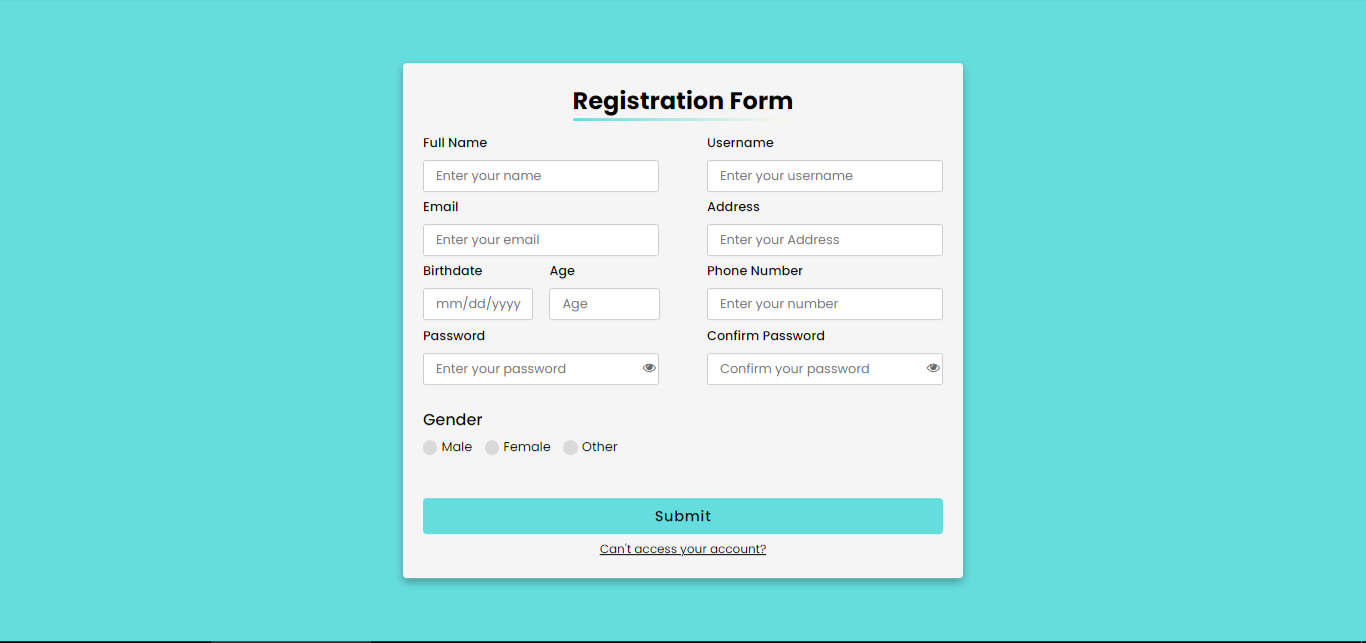 Registration Form
Full Name Username
Enter your name Enter your username
Email Address
Enter your email Enter your Address
Birthdate Age Phone Number
mm/dd/yyyy Age Enter your number
Password Confirm Password
Enter your password Confirm your password
Gender
Male Female Other
Submit
Can't access your account?